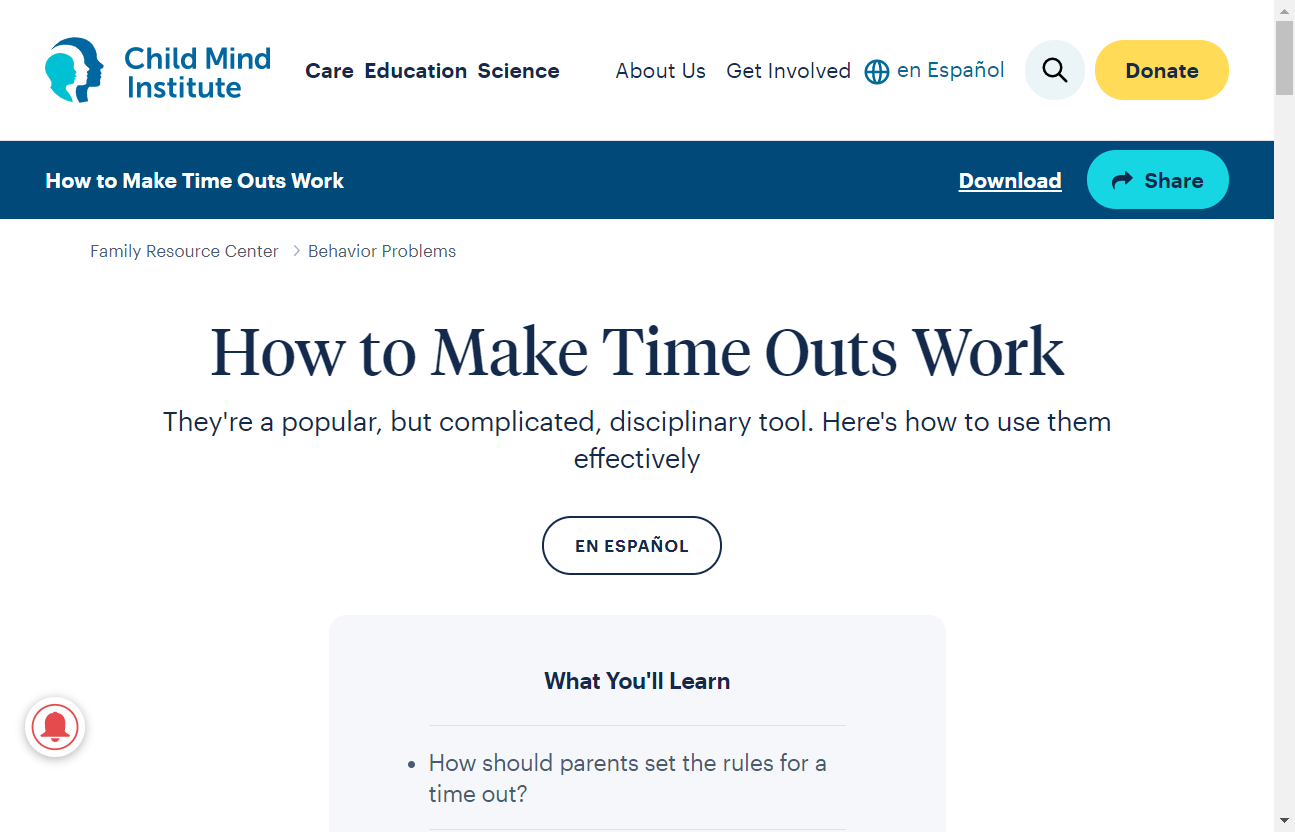 Child Mind
Institute
Care Education Science
About Us Get Involved en Español
Donate
How to Make Time Outs Work
Download
Share
Family Resource Center
Behavior Problems
How to Make Time Outs Work
They're a popular, but complicated, disciplinary tool. Here's how to use them
effectively
EN ESPAÑOL
What You'll Learn
• How should parents set the rules for a
time out?